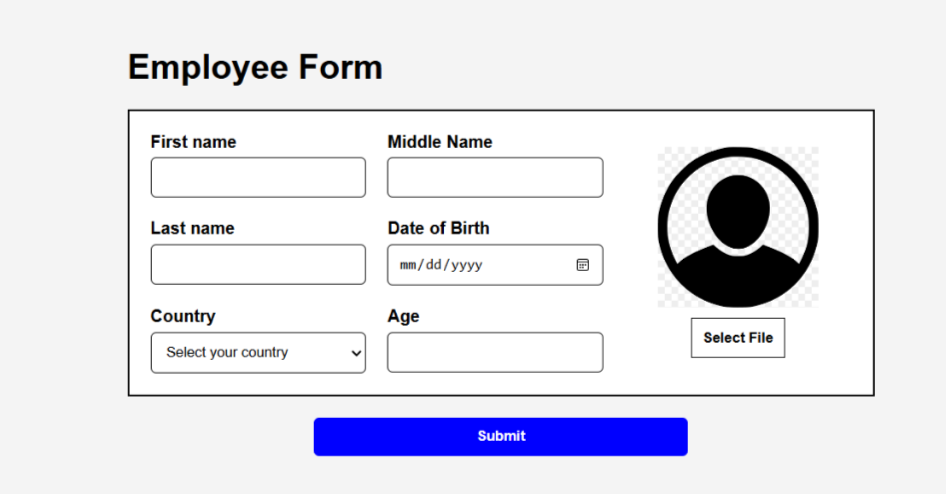 Employee Form
First name
Middle Name
Last name
Date of Birth
mm/dd/yyyy
Country
Age
Select your country
Select File
Submit